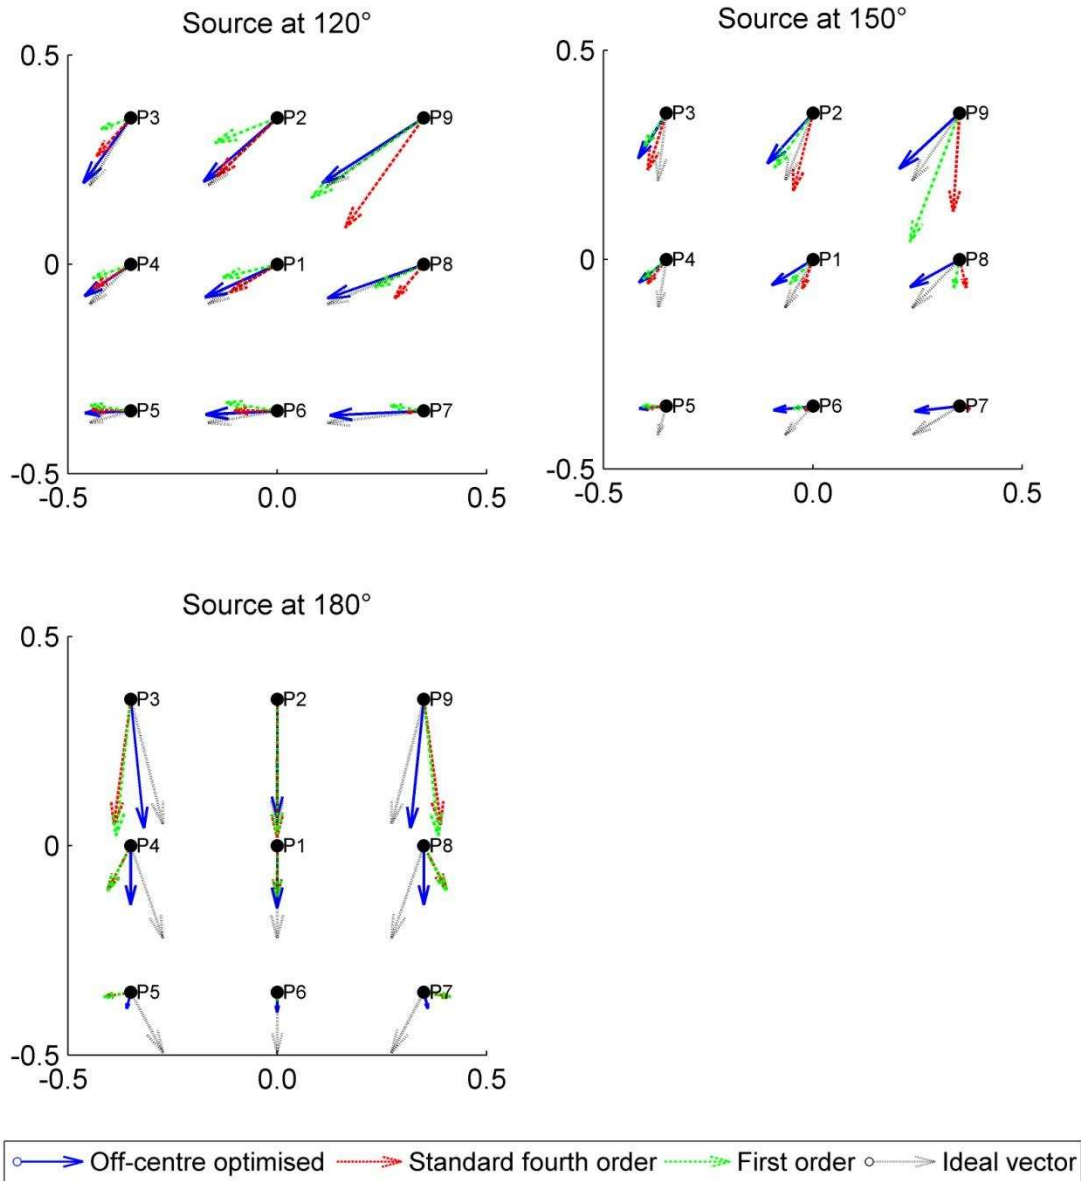 Source at 120°
0.5
P3 P2 P9
0
P4 P1 P8
P5 P6 P7
-0.5
-0.5 0.0 0.5
Source at 150°
0.5
P3 P2 P9
0
P4 P1 P8
P5 P6 P7
-0.5
-0.5 0.0 0.5
Source at 180°
0.5
P3 P2 P9
0
P4 P1 P8
P5 P6 P7
-0.5
-0.5 0.0 0.5
Off-centre optimised Standard fourth order First order Ideal vector